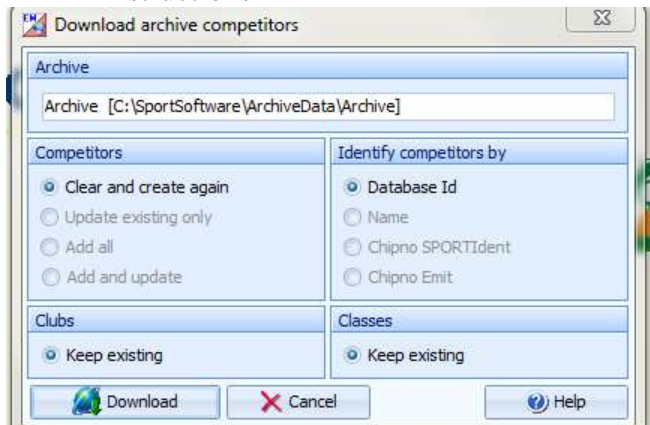 Download archive competitors
Archive
Archive [C:\SportSoftware\ArchiveData\Archive]
Competitors
Clear and create again
Update existing only
Add all
Add and update
Identify competitors by
Database Id
Name
Chipno SPORTIdent
Chipno Emit
Clubs
Keep existing
Classes
Keep existing
Download
Cancel
Help